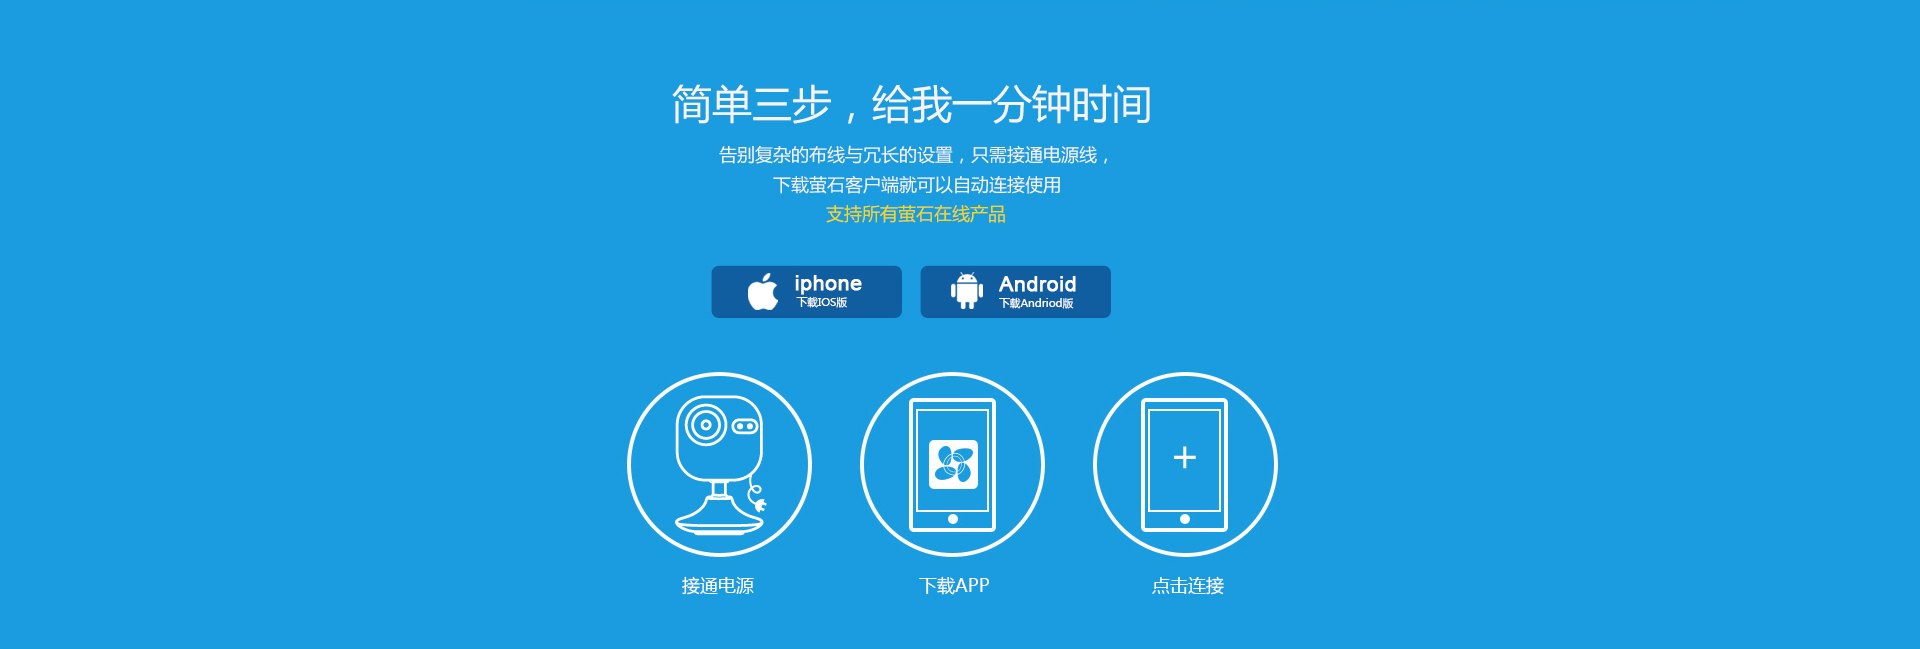 简单三步，给我一分钟时间
告别复杂的布线与冗长的设置，只需接通电源线，
下载萤石客户端就可以自动连接使用
支持所有萤石在线产品
iphone
下载IOS版
Android
下载Andriod版
接通电源
下载APP
点击连接